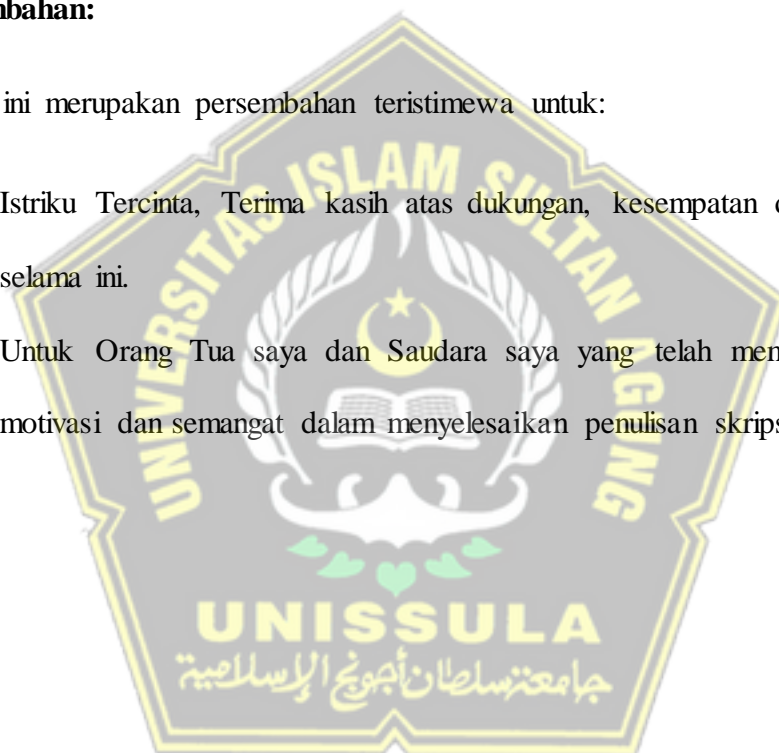 mbahan:
ini merupakan persembahan teristimewa untuk:
Istriku Tercinta, Terima kasih atas dukungan, kesempatan
selama ini.
Untuk Orang Tua saya dan Saudara saya yang telah mem
motivasi dan semangat dalam menyelesaikan penulisan skrips
UNIVERSITAS ISLAM SULTAN AGUNG
UNISSULA
جامعة سلطان أجونج الإسلامية